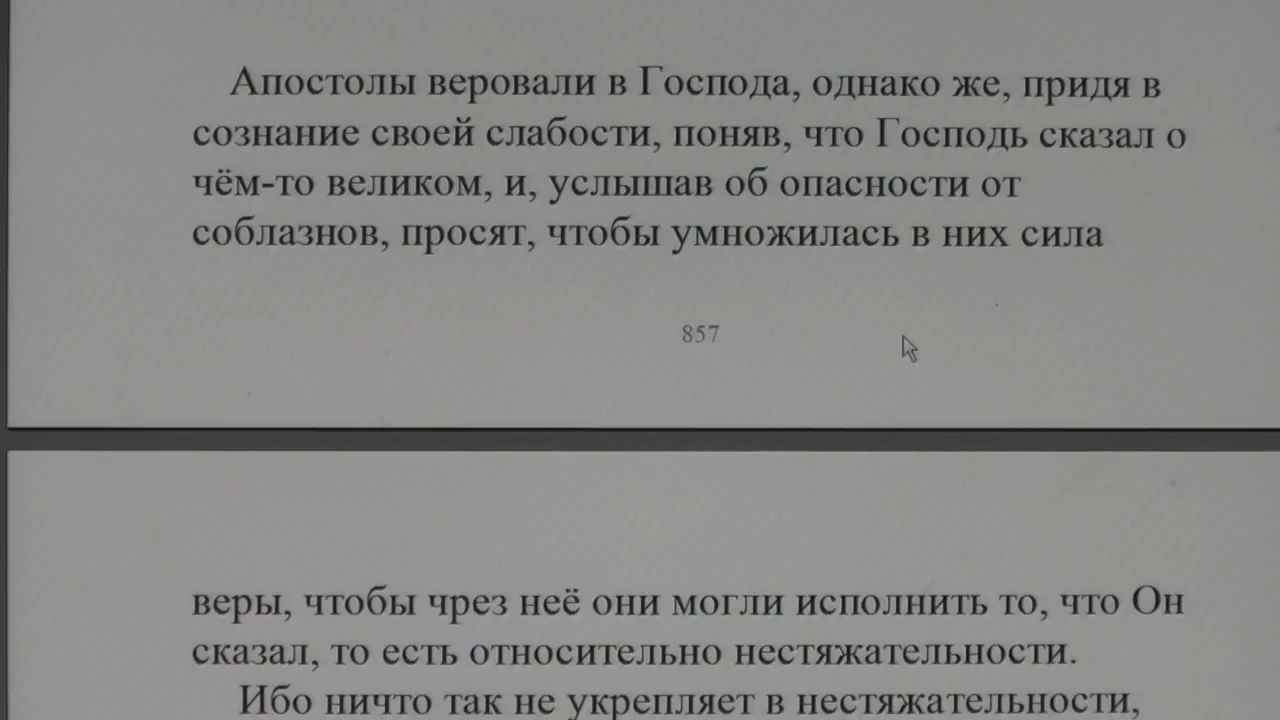 Апостолы веровали в Господа, однако же, придя в
сознание своей слабости, поняв, что Господь сказал о
чём-то великом, и, услышав об опасности от
соблазнов, просят, чтобы умножилась в них сила
857
веры, чтобы чрез неё они могли исполнить то, что Он
сказал, то есть относительно нестяжательности.
Ибо ничто так не укрепляет в нестяжательности,